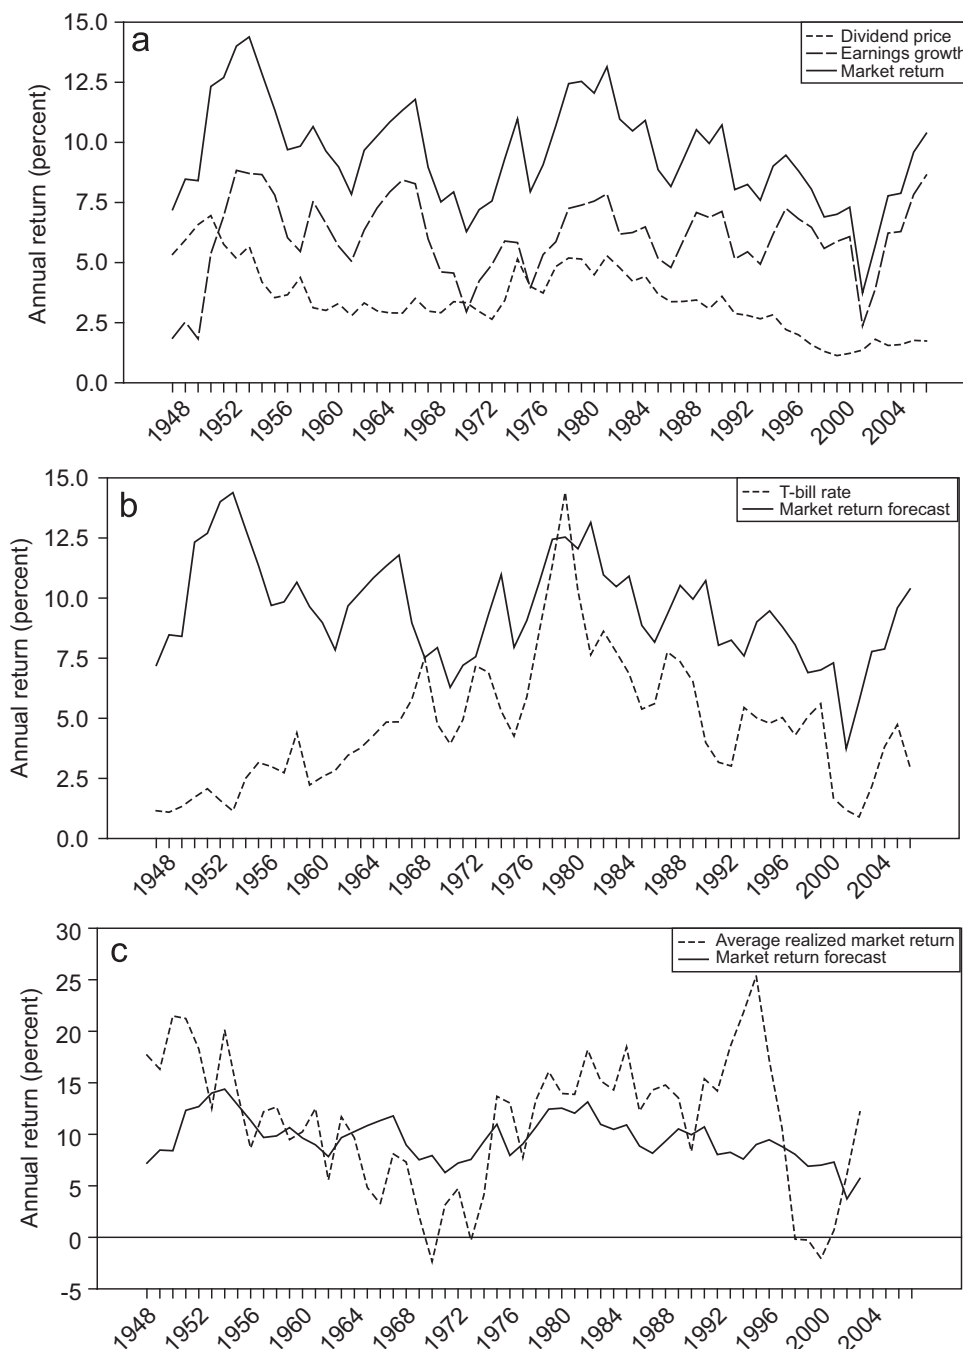 a
Dividend price
Earnings growth
Market return
Annual return (percent)
15.0
12.5
10.0
7.5
5.0
2.5
0.0
1948 1952 1956 1960 1964 1968 1972 1976 1980 1984 1988 1992 1996 2000 2004
b
T-bill rate
Market return forecast
Annual return (percent)
15.0
12.5
10.0
7.5
5.0
2.5
0.0
1948 1952 1956 1960 1964 1968 1972 1976 1980 1984 1988 1992 1996 2000 2004
c
Average realized market return
Market return forecast
Annual return (percent)
30
25
20
15
10
5
0
-5
1948 1952 1956 1960 1964 1968 1972 1976 1980 1984 1988 1992 1996 2000 2004